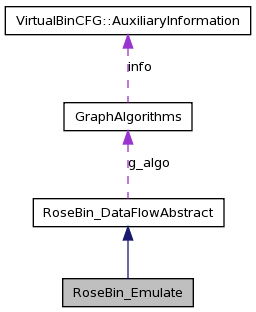 VirtualBinCFG::AuxiliaryInformation
info
GraphAlgorithms
g_algo
RoseBin_DataFlowAbstract
RoseBin_Emulate